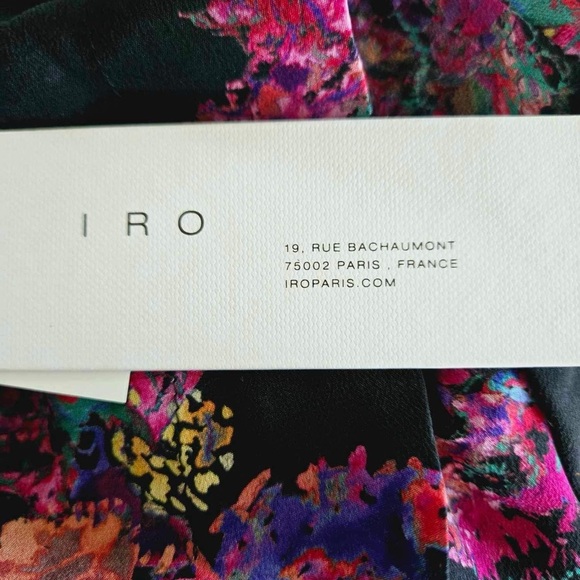 IRO
19, RUE BACHAUMONT
75002 PARIS , FRANCE
IROPARIS.COM